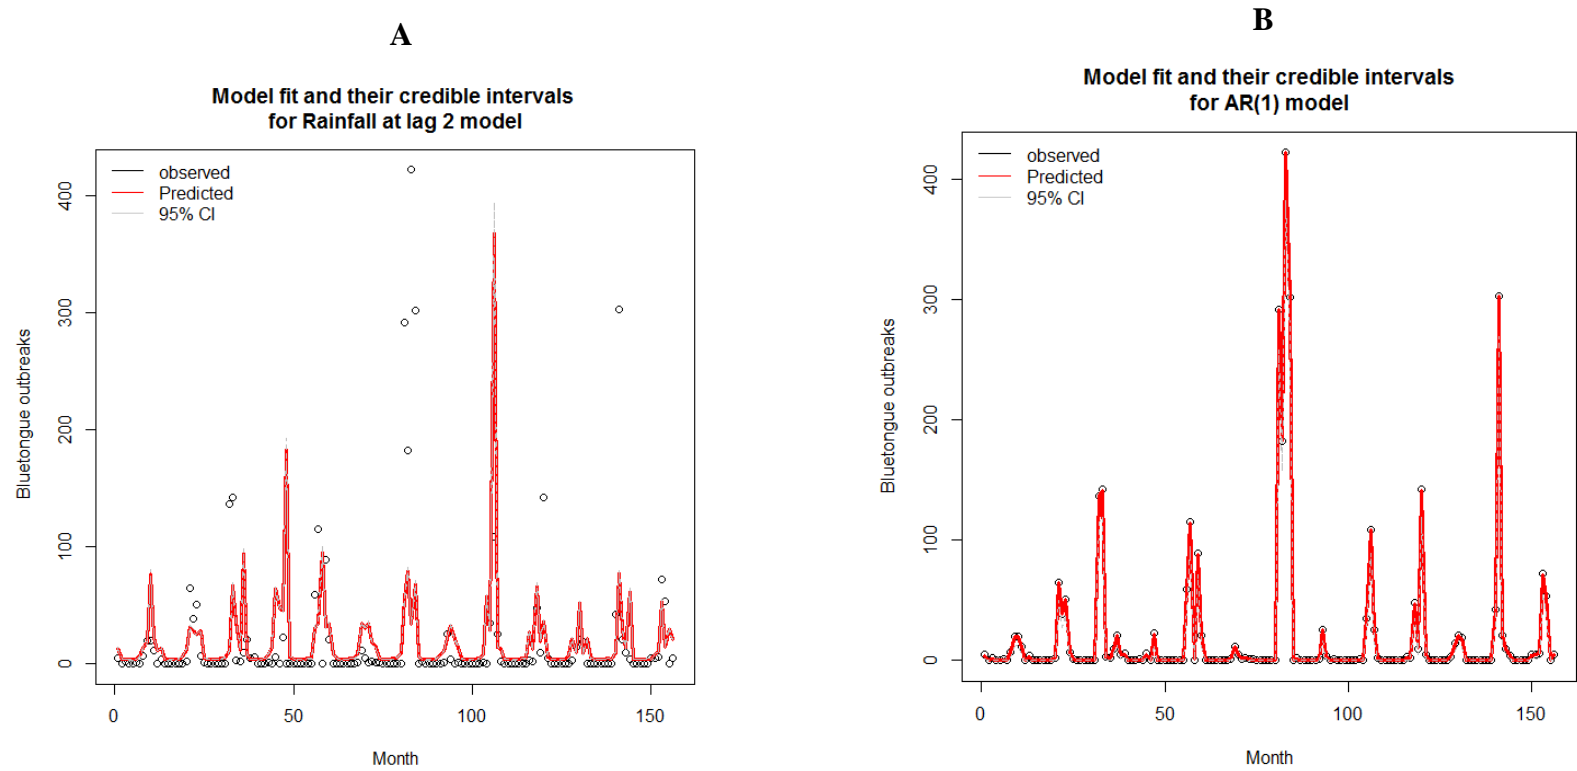 A
Model fit and their credible intervals
for Rainfall at lag 2 model
observed
Predicted
95% CI
Bluetongue outbreaks
400
300
200
100
0
0 50 100 150
Month
B
Model fit and their credible intervals
for AR(1) model
observed
Predicted
95% CI
Bluetongue outbreaks
400
300
200
100
0
0 50 100 150
Month